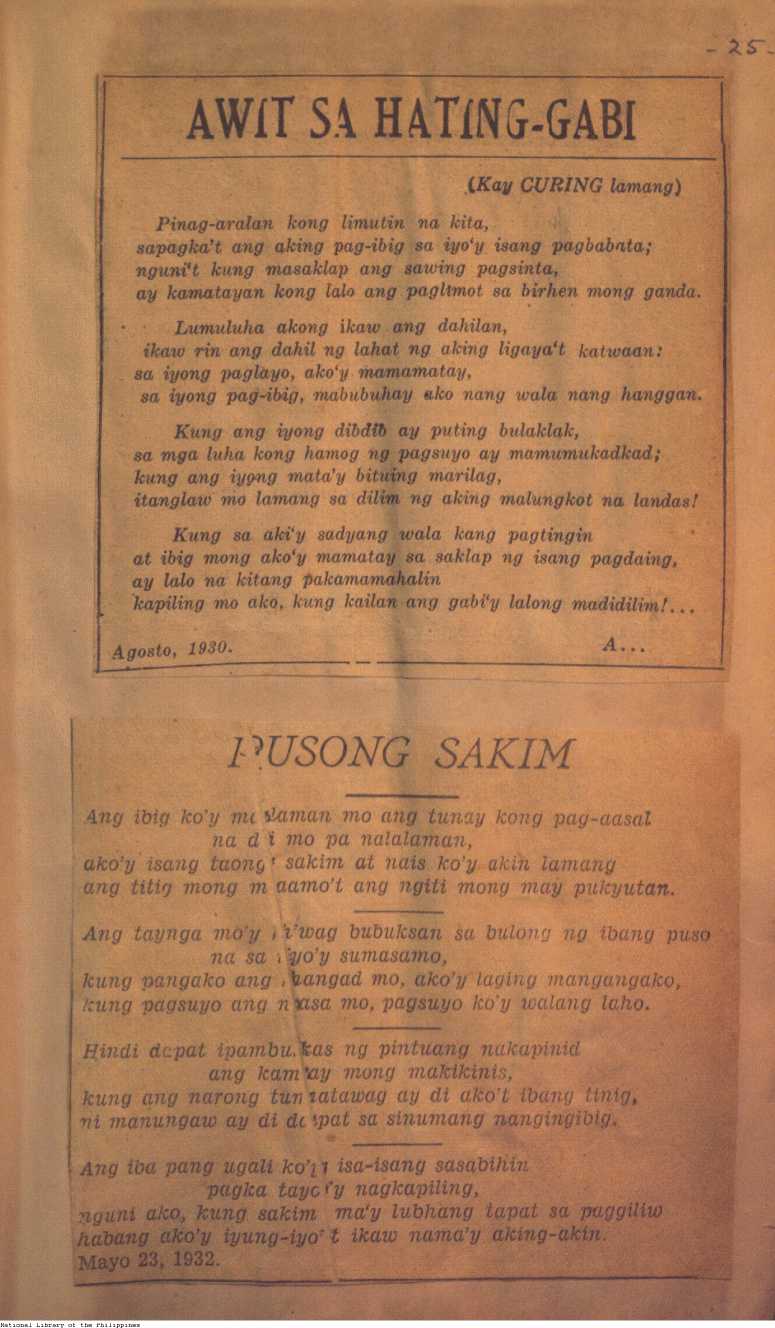 - 25 -
AWIT SA HATING-GABI
(Kay CURING lamang)
Pinag-aralan kong limutin na kita,
sapagka't ang aking pag-ibig sa iyo'y isang pagbabata;
nguni't kung masaklap ang sawing pagsinta,
ay kamatayan kong lalo ang paglimot sa birhen mong ganda.
Lumuluha akong ikaw ang dahilan,
ikaw rin ang dahil ng lahat ng aking ligaya't katwaan:
sa iyong paglayo, ako'y mamamatay,
sa iyong pag-ibig, mabubuhay ako nang wala nang hanggan.
Kung ang iyong dibdib ay puting bulaklak,
sa mga luha kong hamog ng pagsuyo ay mamumukadkad;
kung ang iyong mata'y bituing marilag,
itanglaw mo lamang sa dilim ng aking malungkot na landas!
Kung sa aki'y sadyang wala kang pagtingin
at ibig mong ako'y mamatay sa saklap ng isang pagdaing,
ay lalo na kitang pakamamahalin
kapiling mo ako, kung kailan ang gabi'y lalong madidilim!...
Agosto, 1930. A...
PUSONG SAKIM
Ang ibig ko'y malaman mo ang tunay kong pag-aasal
na di mo pa nalalaman,
ako'y isang taong sakim at nais ko'y akin lamang
ang titig mong maamo't ang ngiti mong may pukyutan.
Ang taynga mo'y huwag bubuksan sa bulong ng ibang puso
na sa iyo'y sumasamo,
kung pangako ang hangad mo, ako'y laging mangangako,
kung pagsuyo ang nasa mo, pagsuyo ko'y walang laho.
Hindi dapat ipambukas ng pintuang nakapinid
ang kamay mong makikinis,
kung ang narong tumatawag ay di ako't ibang tinig,
ni manungaw ay di dapat sa sinumang nangingibig.
Ang iba pang ugali ko'y isa-isang sasabihin
pagka tayo'y nagkapiling,
nguni ako, kung sakim ma'y lubhang tapat sa paggiliw
habang ako'y iyung-iyo't ikaw nama'y aking-akin.
Mayo 23, 1932.
National Library of the Philippines